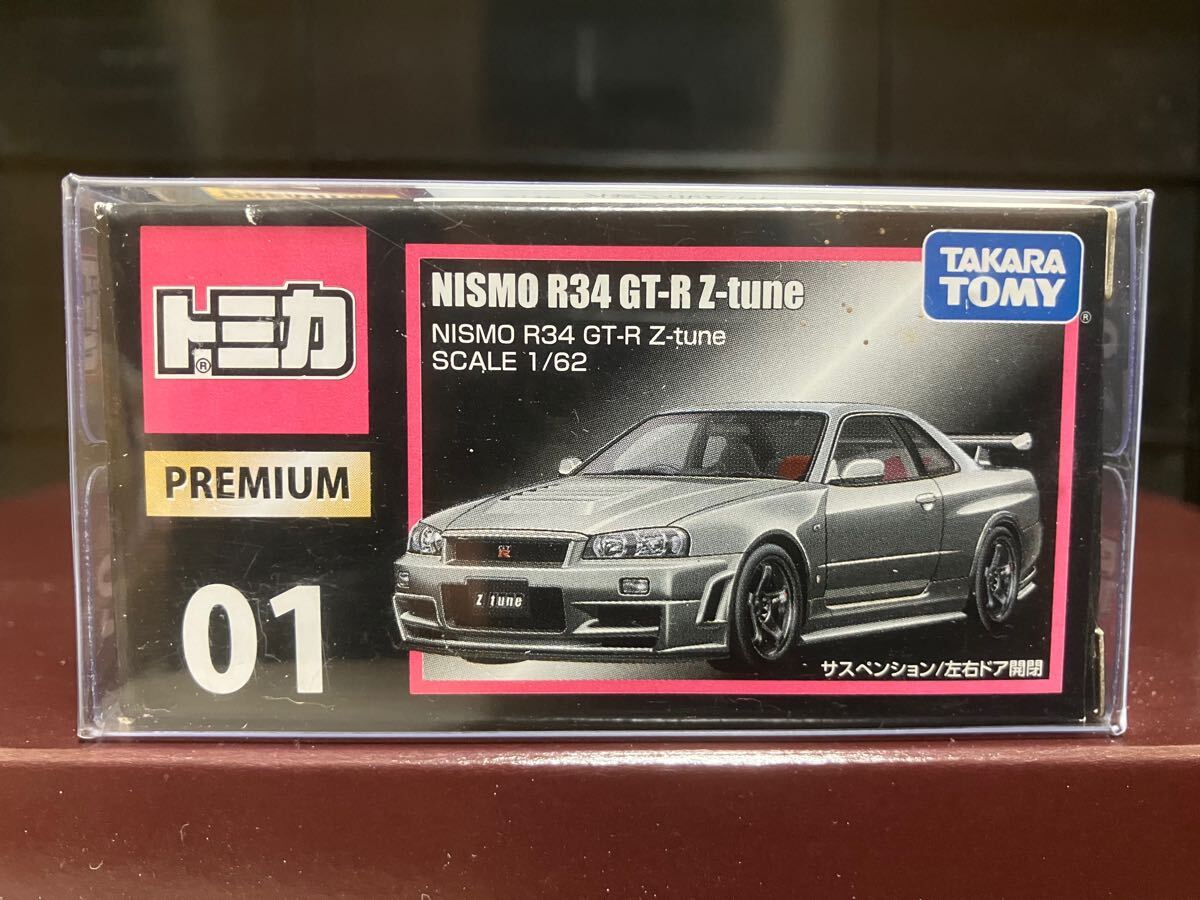 トミカ
®
PREMIUM
01
NISMO R34 GT-R Z-tune
NISMO R34 GT-R Z-tune
SCALE 1/62
TAKARA
TOMY
®
GT
R
Z tune
サスペンション/左右ドア開閉